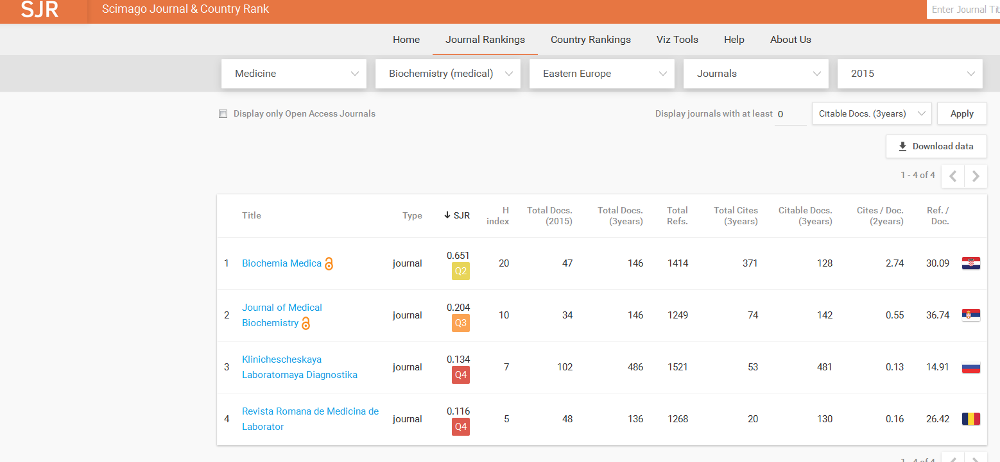 SJR Scimago Journal & Country Rank Enter Journal Tit
Home Journal Rankings Country Rankings Viz Tools Help About Us
Medicine Biochemistry (medical) Eastern Europe Journals 2015
Display only Open Access Journals Display journals with at least 0 Citable Docs. (3years) Apply
Download data
1 - 4 of 4
Title Type SJR H index Total Docs. (2015) Total Docs. (3years) Total Refs. Total Cites (3years) Citable Docs. (3years) Cites / Doc. (2years) Ref. / Doc.
1 Biochemia Medica journal 0.651 Q2 20 47 146 1414 371 128 2.74 30.09
2 Journal of Medical Biochemistry journal 0.204 Q3 10 34 146 1249 74 142 0.55 36.74
3 Klinichescheskaya Laboratornaya Diagnostika journal 0.134 Q4 7 102 486 1521 53 481 0.13 14.91
4 Revista Romana de Medicina de Laborator journal 0.116 Q4 5 48 136 1268 20 130 0.16 26.42
1 - 4 of 4